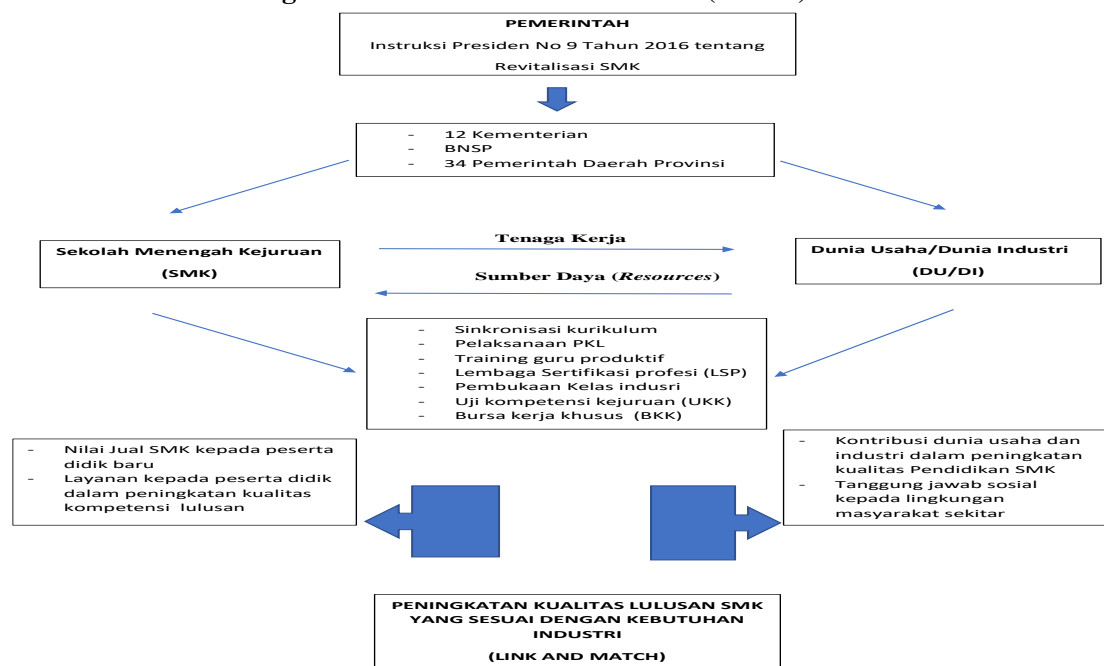 PEMERINTAH
Instruksi Presiden No 9 Tahun 2016 tentang
Revitalisasi SMK
- 12 Kementerian
- BNSP
- 34 Pemerintah Daerah Provinsi
Sekolah Menengah Kejuruan
(SMK)
Tenaga Kerja
Sumber Daya (Resources)
Dunia Usaha/Dunia Industri
(DU/DI)
- Sinkronisasi kurikulum
- Pelaksanaan PKL
- Training guru produktif
- Lembaga Sertifikasi profesi (LSP)
- Pembukaan Kelas indusri
- Uji kompetensi kejuruan (UKK)
- Bursa kerja khusus (BKK)
- Nilai Jual SMK kepada peserta
didik baru
- Layanan kepada peserta didik
dalam peningkatan kualitas
kompetensi lulusan
- Kontribusi dunia usaha dan
industri dalam peningkatan
kualitas Pendidikan SMK
- Tanggung jawab sosial
kepada lingkungan
masyarakat sekitar
PENINGKATAN KUALITAS LULUSAN SMK
YANG SESUAI DENGAN KEBUTUHAN
INDUSTRI
(LINK AND MATCH)